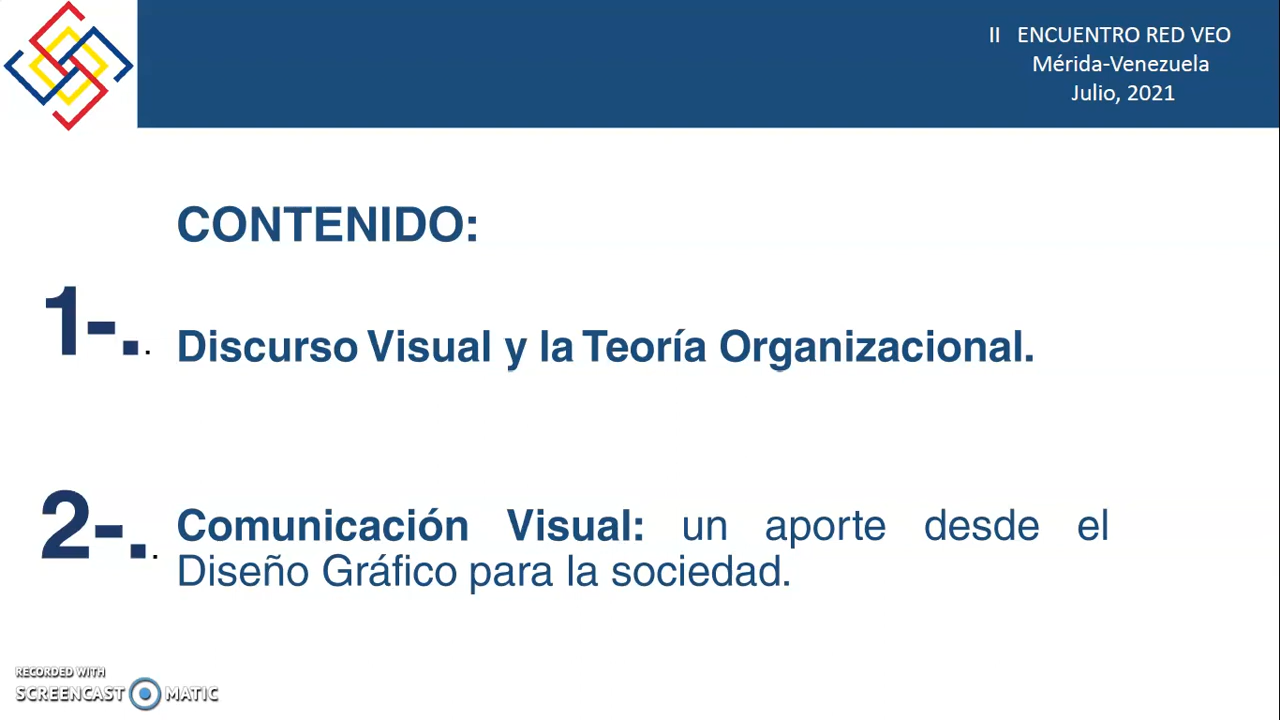 II ENCUENTRO RED VEO
Mérida-Venezuela
Julio, 2021
CONTENIDO:
1-. . Discurso Visual y la Teoría Organizacional.
2-. . Comunicación Visual: un aporte desde el
Diseño Gráfico para la sociedad.
RECORDED WITH
SCREENCAST MATIC